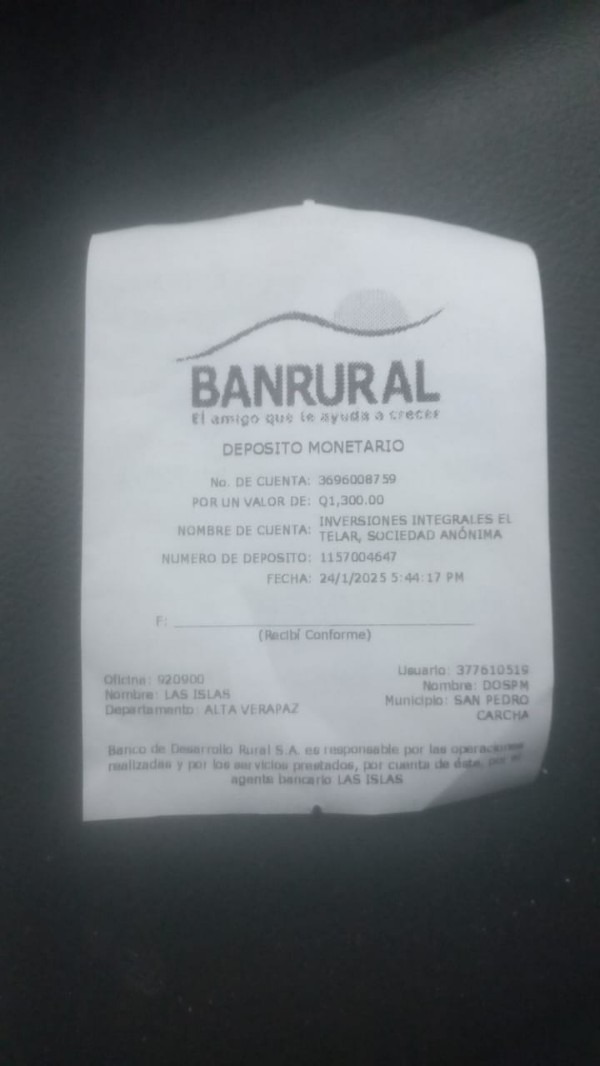 BANRURAL
El amigo que te ayuda a crecer
DEPOSITO MONETARIO
No. DE CUENTA: 3696008759
POR UN VALOR DE: Q1,300.00
NOMBRE DE CUENTA: INVERSIONES INTEGRALES EL
TELAR, SOCIEDAD ANÓNIMA
NUMERO DE DEPOSITO: 1157004647
FECHA: 24/1/2025 5:44:17 PM
F:
(Recibí Conforme)
Oficina: 920900
Nombre: LAS ISLAS
Departamento: ALTA VERAPAZ
Usuario: 377610519
Nombre: DOSPM
Municipio: SAN PEDRO
CARCHA
Banco de Desarrollo Rural S.A. es responsable por las operaciones
realizadas y por los servicios prestados, por cuenta de éste, por el
agente bancario LAS ISLAS